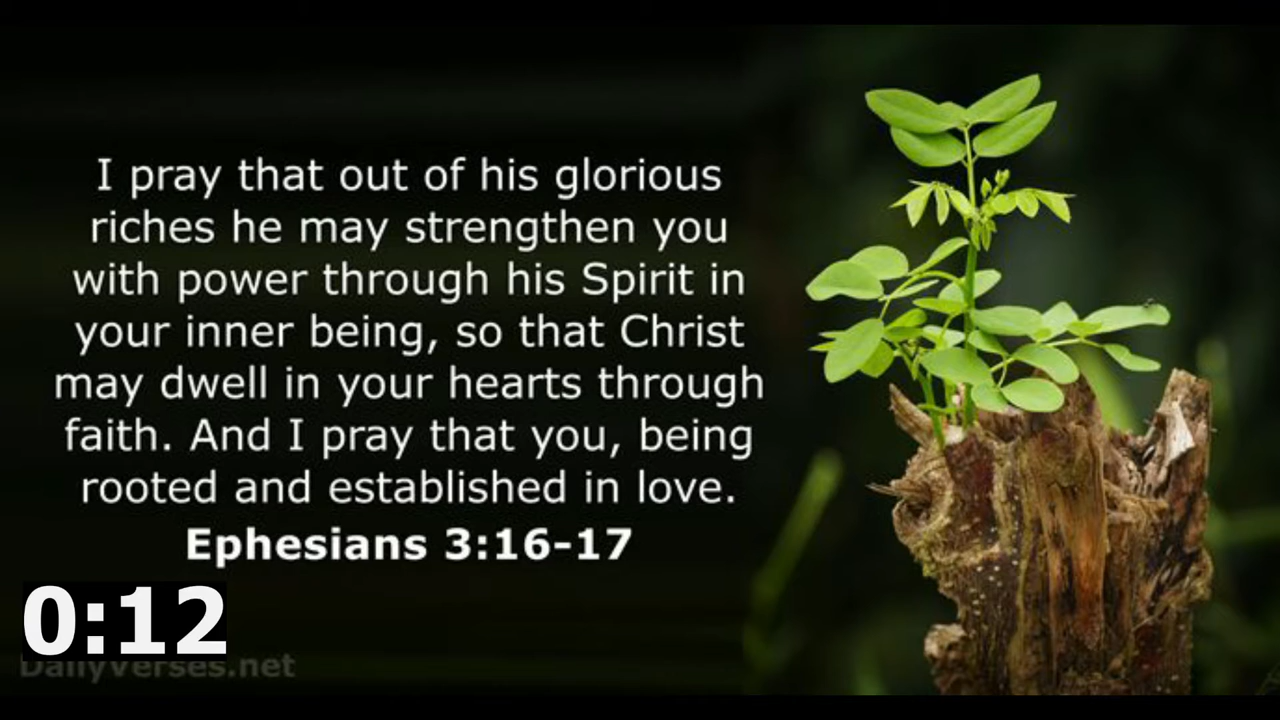 I pray that out of his glorious
riches he may strengthen you
with power through his Spirit in
your inner being, so that Christ
may dwell in your hearts through
faith. And I pray that you, being
rooted and established in love.
Ephesians 3:16-17
0:12
DailyVerses.net